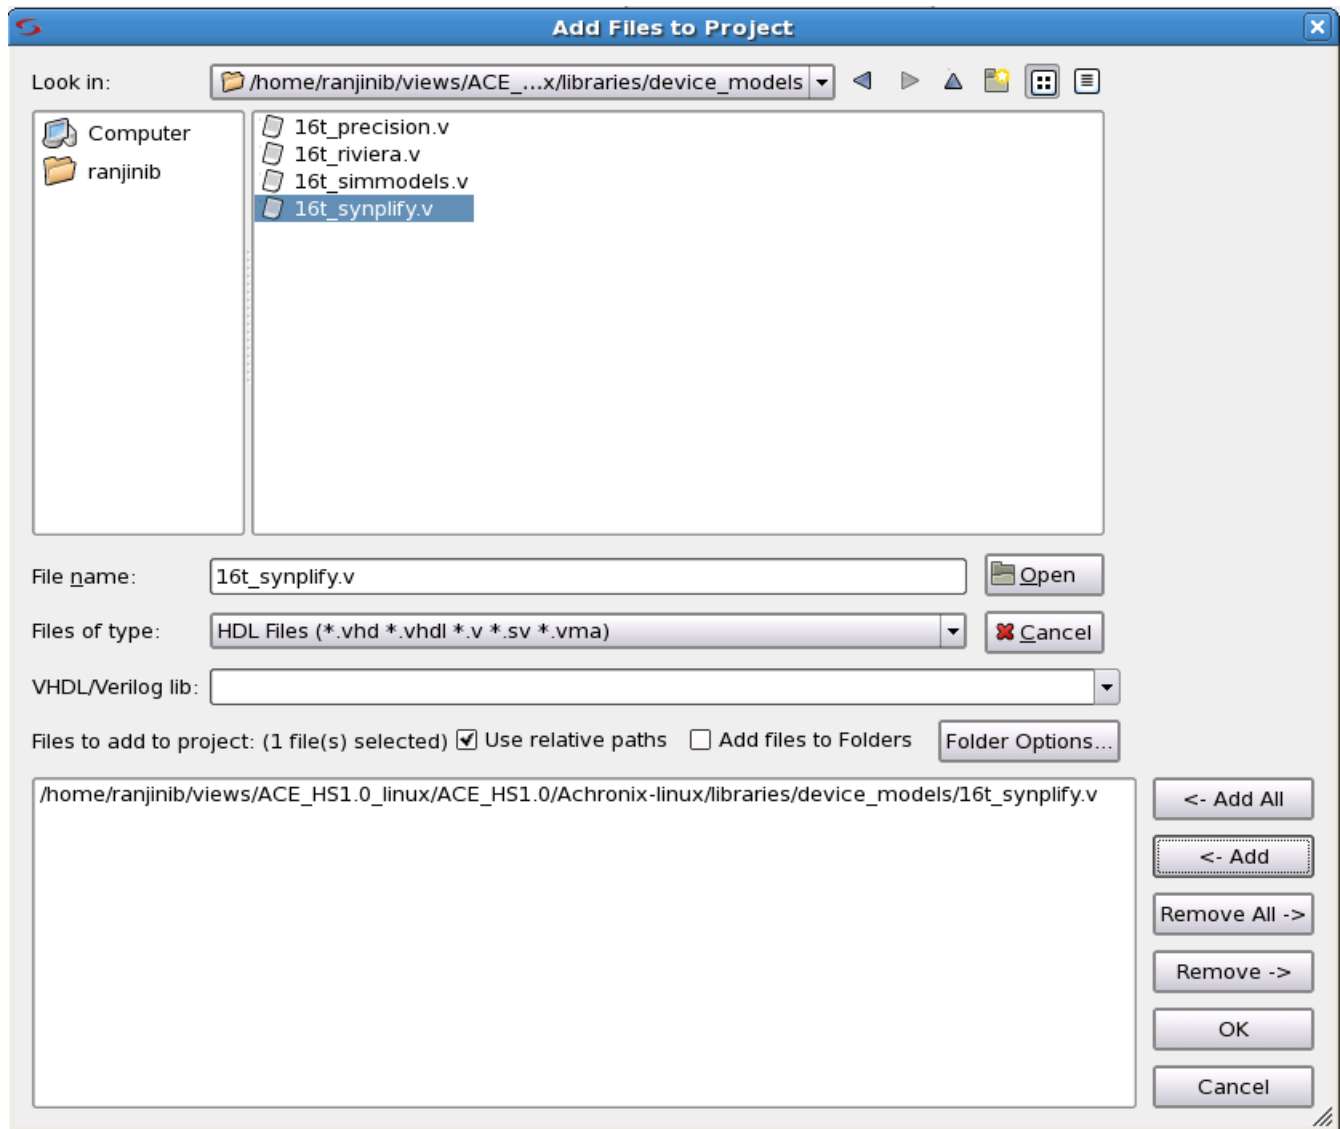 Add Files to Project
Look in: /home/ranjinib/views/ACE_...x/libraries/device_models
Computer
ranjinib
16t_precision.v
16t_riviera.v
16t_simmodels.v
16t_synplify.v
File name: 16t_synplify.v Open
Files of type: HDL Files (*.vhd *.vhdl *.v *.sv *.vma) Cancel
VHDL/Verilog lib:
Files to add to project: (1 file(s) selected) Use relative paths Add files to Folders Folder Options...
/home/ranjinib/views/ACE_HS1.0_linux/ACE_HS1.0/Achronix-linux/libraries/device_models/16t_synplify.v
<- Add All
<- Add
Remove All ->
Remove ->
OK
Cancel